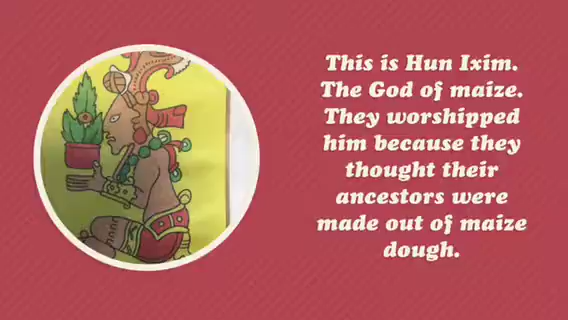 This is Hun Ixim.
The God of maize.
They worshipped
him because they
thought their
ancestors were
made out of maize
dough.